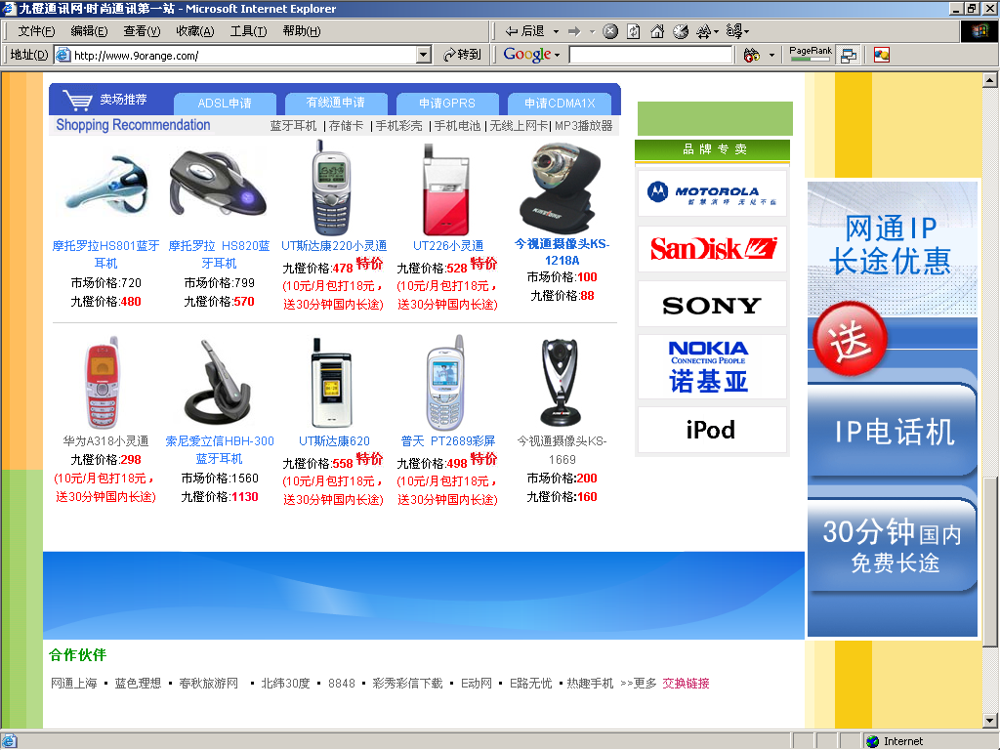 九橙通讯网·时尚通讯第一站 - Microsoft Internet Explorer
文件(F) 编辑(E) 查看(V) 收藏(A) 工具(T) 帮助(H)
后退
地址(D) http://www.9orange.com/ 转到 Google PageRank
卖场推荐 ADSL申请 有线通申请 申请GPRS 申请CDMA1X
Shopping Recommendation 蓝牙耳机 | 存储卡 | 手机彩壳 | 手机电池 | 无线上网卡 | MP3播放器
摩托罗拉HS801蓝牙耳机
市场价格:720
九橙价格:480
摩托罗拉 HS820蓝牙耳机
市场价格:799
九橙价格:570
UT斯达康220小灵通
九橙价格:478 特价
(10元/月包打18元，
送30分钟国内长途)
UT226小灵通
九橙价格:528 特价
(10元/月包打18元，
送30分钟国内长途)
今视通摄像头KS-
1218A
市场价格:100
九橙价格:88
华为A318小灵通
九橙价格:298
(10元/月包打18元，
送30分钟国内长途)
索尼爱立信HBH-300
蓝牙耳机
市场价格:1560
九橙价格:1130
UT斯达康620
九橙价格:558 特价
(10元/月包打18元，
送30分钟国内长途)
普天 PT2689彩屏
九橙价格:498 特价
(10元/月包打18元，
送30分钟国内长途)
今视通摄像头KS-
1669
市场价格:200
九橙价格:160
品 牌 专 卖
MOTOROLA
智慧演绎 无处不在
SanDisk
SONY
NOKIA
CONNECTING PEOPLE
诺基亚
iPod
网通IP
长途优惠
送
IP电话机
30分钟国内
免费长途
合作伙伴
网通上海 ▪ 蓝色理想 ▪ 春秋旅游网 ▪ 北纬30度 ▪ 8848 ▪ 彩秀彩信下载 ▪ E动网 ▪ E路无忧 ▪ 热趣手机 >>更多 交换链接
Internet